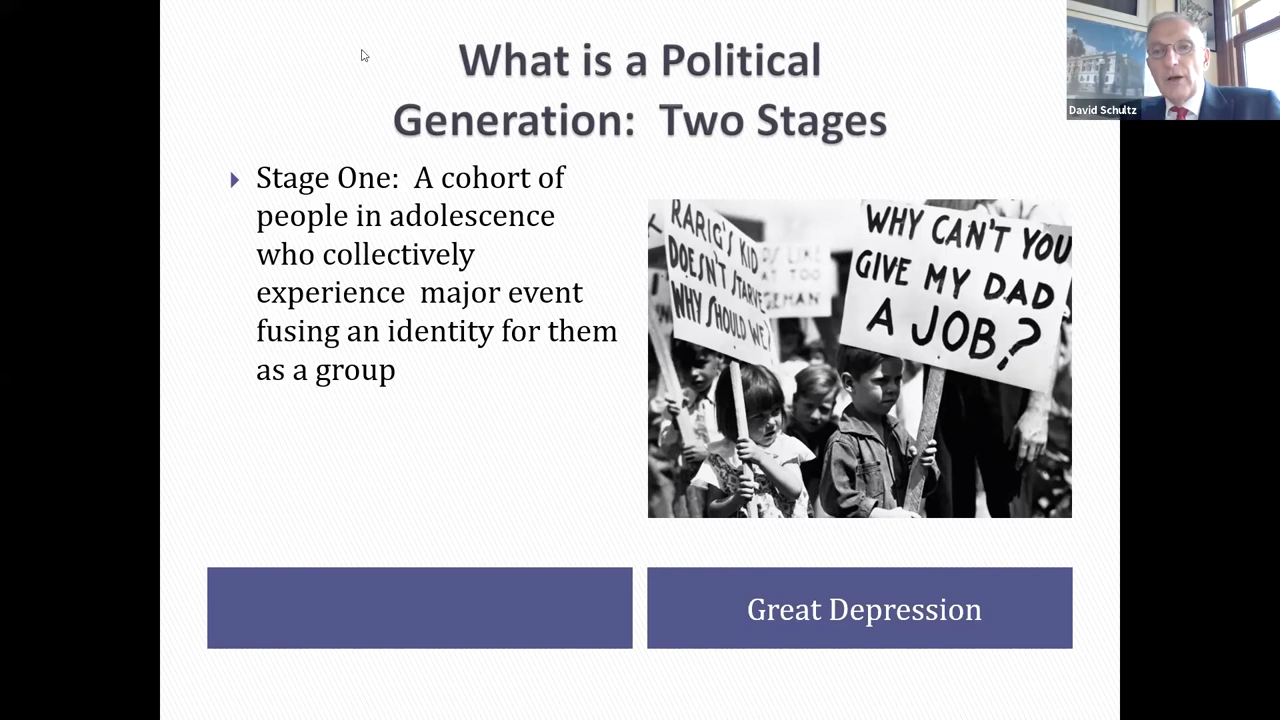 What is a Political
Generation:  Two Stages
David Schultz
Stage One:  A cohort of
people in adolescence
who collectively
experience  major event
fusing an identity for them
as a group
RARIG'S KID
DOESN'T STARVE
WHY SHOULD WE?
WHY CAN'T YOU
GIVE MY DAD
A JOB?
Great Depression